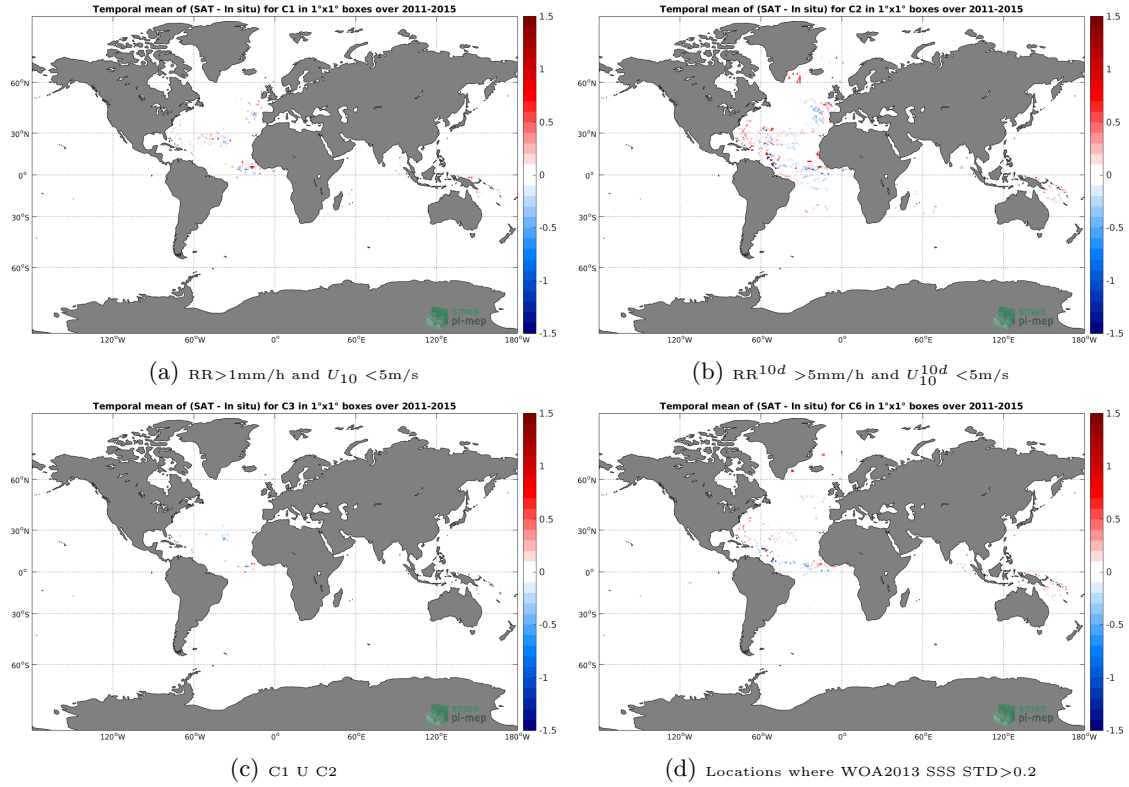 Temporal mean of (SAT - In situ) for C1 in 1°x1° boxes over 2011-2015
60°N
30°N
0°
30°S
60°S
120°W 60°W 0° 60°E 120°E 180°W
1.5
1
0.5
0
-0.5
-1
-1.5
smos
pi-mep
(a) RR>1mm/h and U10 <5m/s
Temporal mean of (SAT - In situ) for C2 in 1°x1° boxes over 2011-2015
60°N
30°N
0°
30°S
60°S
120°W 60°W 0° 60°E 120°E 180°W
1.5
1
0.5
0
-0.5
-1
-1.5
smos
pi-mep
(b) RR10d >5mm/h and U10d10 <5m/s
Temporal mean of (SAT - In situ) for C3 in 1°x1° boxes over 2011-2015
60°N
30°N
0°
30°S
60°S
120°W 60°W 0° 60°E 120°E 180°W
1.5
1
0.5
0
-0.5
-1
-1.5
smos
pi-mep
(c) C1 U C2
Temporal mean of (SAT - In situ) for C6 in 1°x1° boxes over 2011-2015
60°N
30°N
0°
30°S
60°S
120°W 60°W 0° 60°E 120°E 180°W
1.5
1
0.5
0
-0.5
-1
-1.5
smos
pi-mep
(d) Locations where WOA2013 SSS STD>0.2